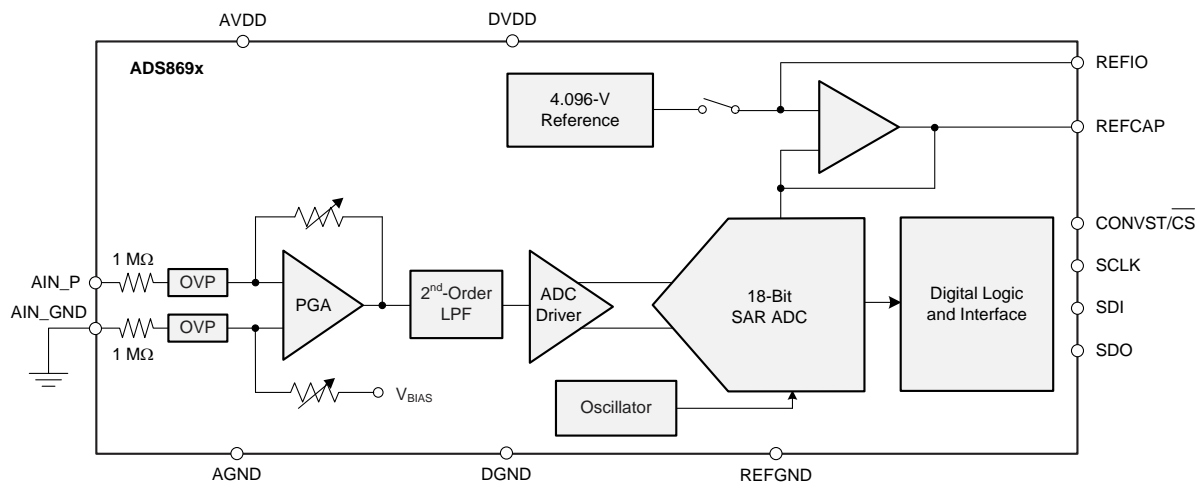 AVDD
DVDD
ADS869x
REFIO
4.096-V
Reference
REFCAP
CONVST/CS
1 MΩ
AIN_P
OVP
PGA
2nd-Order
LPF
ADC
Driver
18-Bit
SAR ADC
Digital Logic
and Interface
SCLK
AIN_GND
OVP
SDI
1 MΩ
SDO
VBIAS
Oscillator
AGND
DGND
REFGND